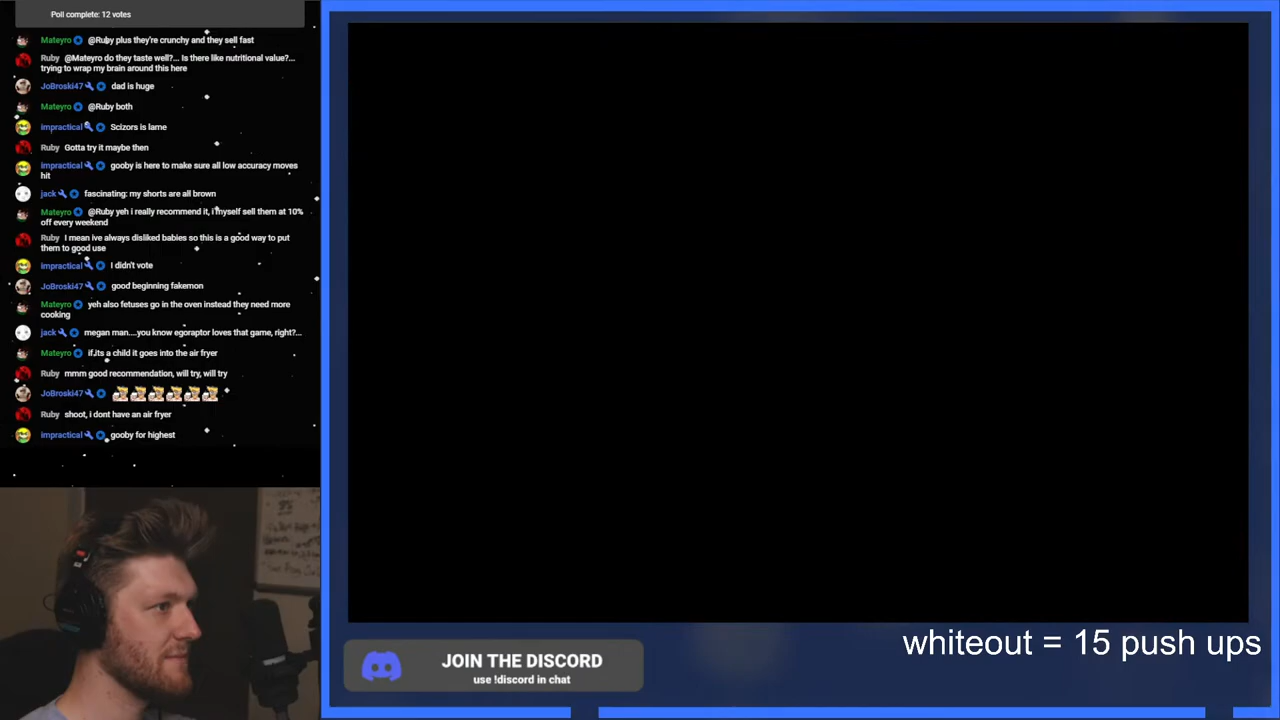 Poll complete: 12 votes
Mateyro @Ruby plus they're crunchy and they sell fast
Ruby @Mateyro do they taste well?... Is there like nutritional value?...
trying to wrap my brain around this here
JoBroski47 dad is huge
Mateyro @Ruby both
impractical Scizors is lame
Ruby Gotta try it maybe then
impractical gooby is here to make sure all low accuracy moves
hit
jack fascinating: my shorts are all brown
Mateyro @Ruby yeh i really recommend it, i myself sell them at 10%
off every weekend
Ruby I mean ive always disliked babies so this is a good way to put
them to good use
impractical I didn't vote
JoBroski47 good beginning fakemon
Mateyro yeh also fetuses go in the oven instead they need more
cooking
jack megan man....you know egoraptor loves that game, right?...
Mateyro if its a child it goes into the air fryer
Ruby mmm good recommendation, will try, will try
JoBroski47
Ruby shoot, i dont have an air fryer
impractical gooby for highest
JOIN THE DISCORD
use !discord in chat
whiteout = 15 push ups